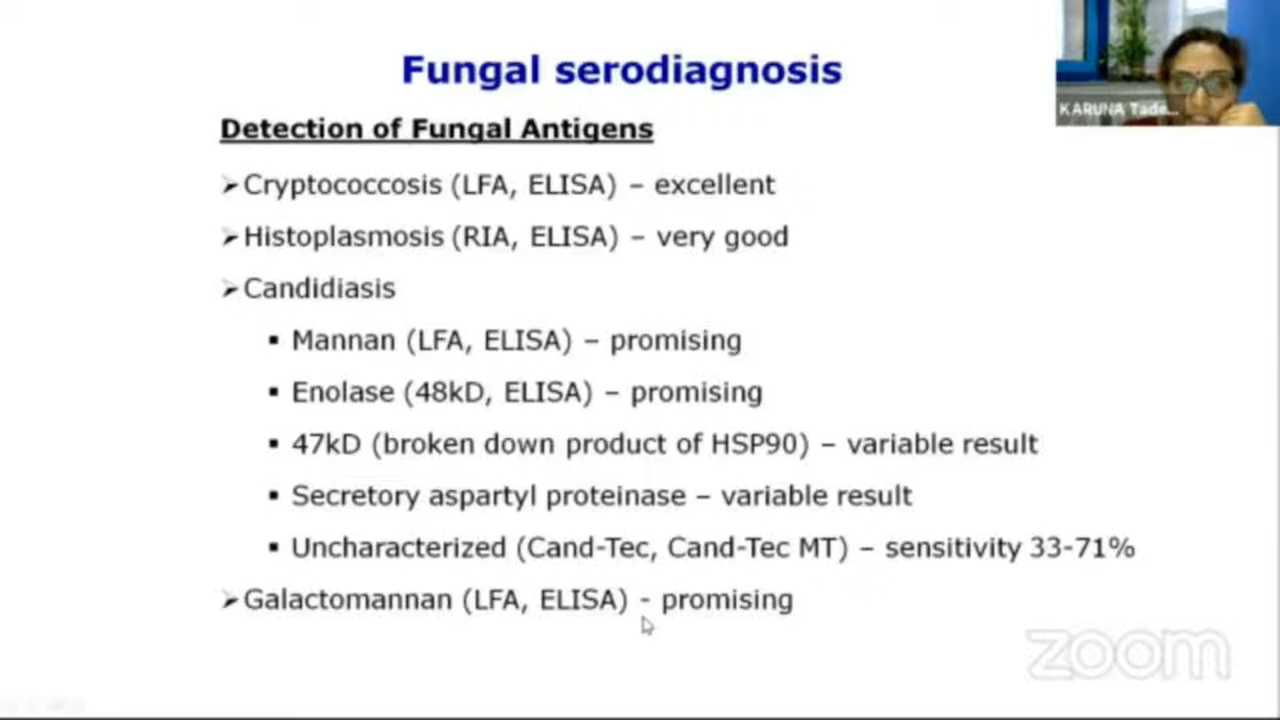 Fungal serodiagnosis
KARUNA Tade...
Detection of Fungal Antigens
➢Cryptococcosis (LFA, ELISA) – excellent
➢Histoplasmosis (RIA, ELISA) – very good
➢Candidiasis
▪ Mannan (LFA, ELISA) – promising
▪ Enolase (48kD, ELISA) – promising
▪ 47kD (broken down product of HSP90) – variable result
▪ Secretory aspartyl proteinase – variable result
▪ Uncharacterized (Cand-Tec, Cand-Tec MT) – sensitivity 33-71%
➢Galactomannan (LFA, ELISA) - promising
zoom